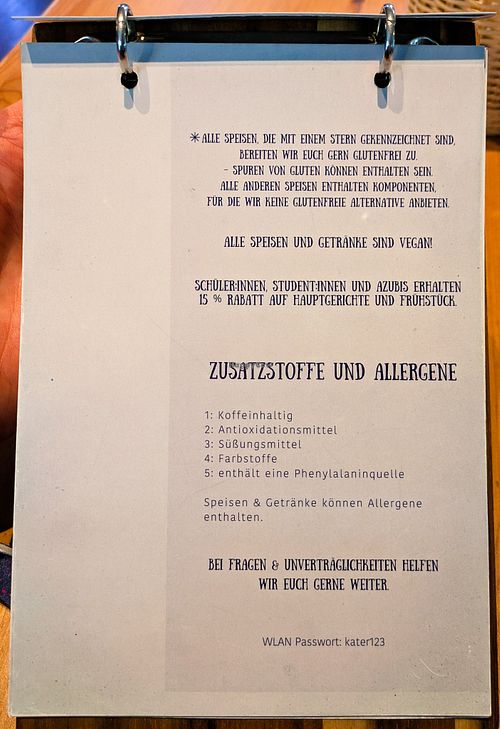 *ALLE SPEISEN, DIE MIT EINEM STERN GEKENNZEICHNET SIND,
BEREITEN WIR EUCH GERN GLUTENFREI ZU.
- SPUREN VON GLUTEN KÖNNEN ENTHALTEN SEIN.
ALLE ANDEREN SPEISEN ENTHALTEN KOMPONENTEN,
FÜR DIE WIR KEINE GLUTENFREIE ALTERNATIVE ANBIETEN.
ALLE SPEISEN UND GETRÄNKE SIND VEGAN!
SCHÜLER:INNEN, STUDENT:INNEN UND AZUBIS ERHALTEN
15 % RABATT AUF HAUPTGERICHTE UND FRÜHSTÜCK.
ZUSATZSTOFFE UND ALLERGENE
1: Koffeinhaltig
2: Antioxidationsmittel
3: Süßungsmittel
4: Farbstoffe
5: enthält eine Phenylalaninquelle
Speisen & Getränke können Allergene
enthalten.
BEI FRAGEN & UNVERTRÄGLICHKEITEN HELFEN
WIR EUCH GERNE WEITER.
WLAN Passwort: kater123